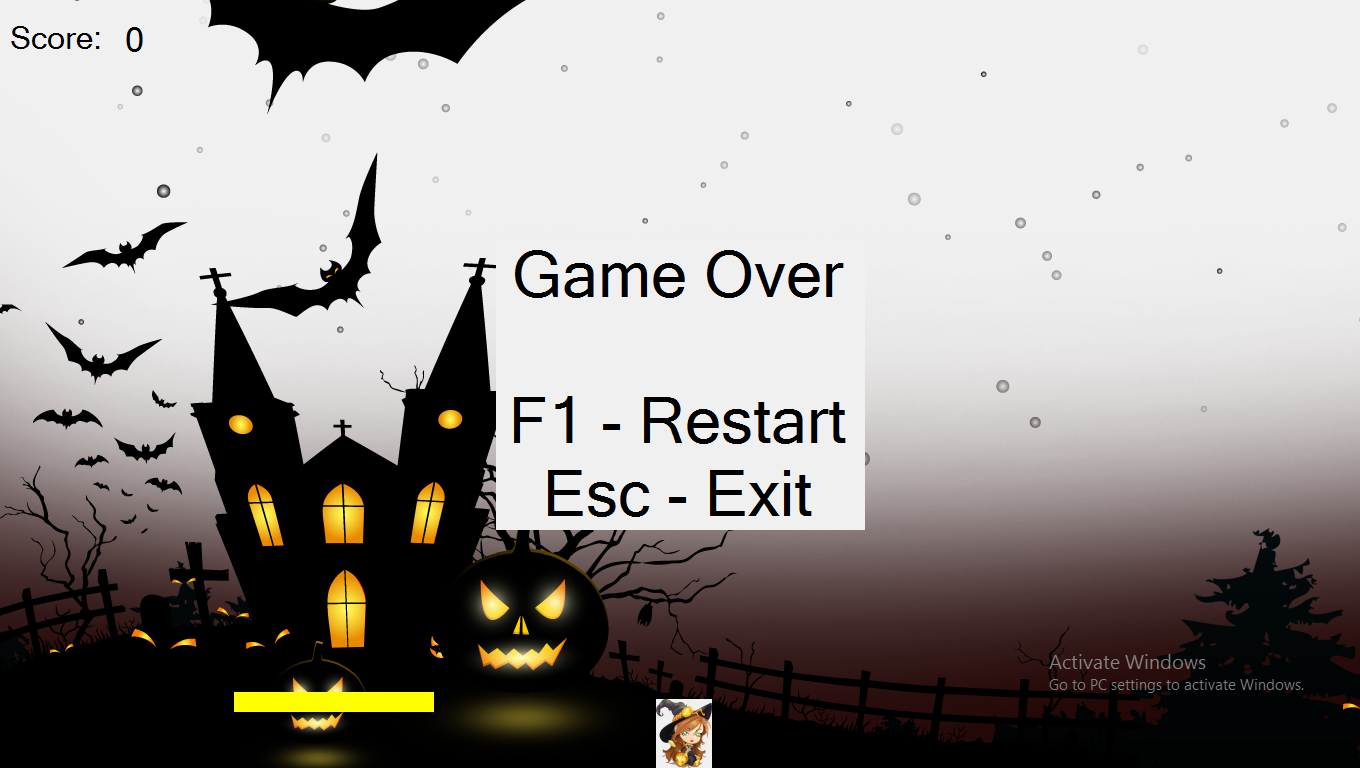 Score: 0
Game Over
F1 - Restart
Esc - Exit
Activate Windows
Go to PC settings to activate Windows.